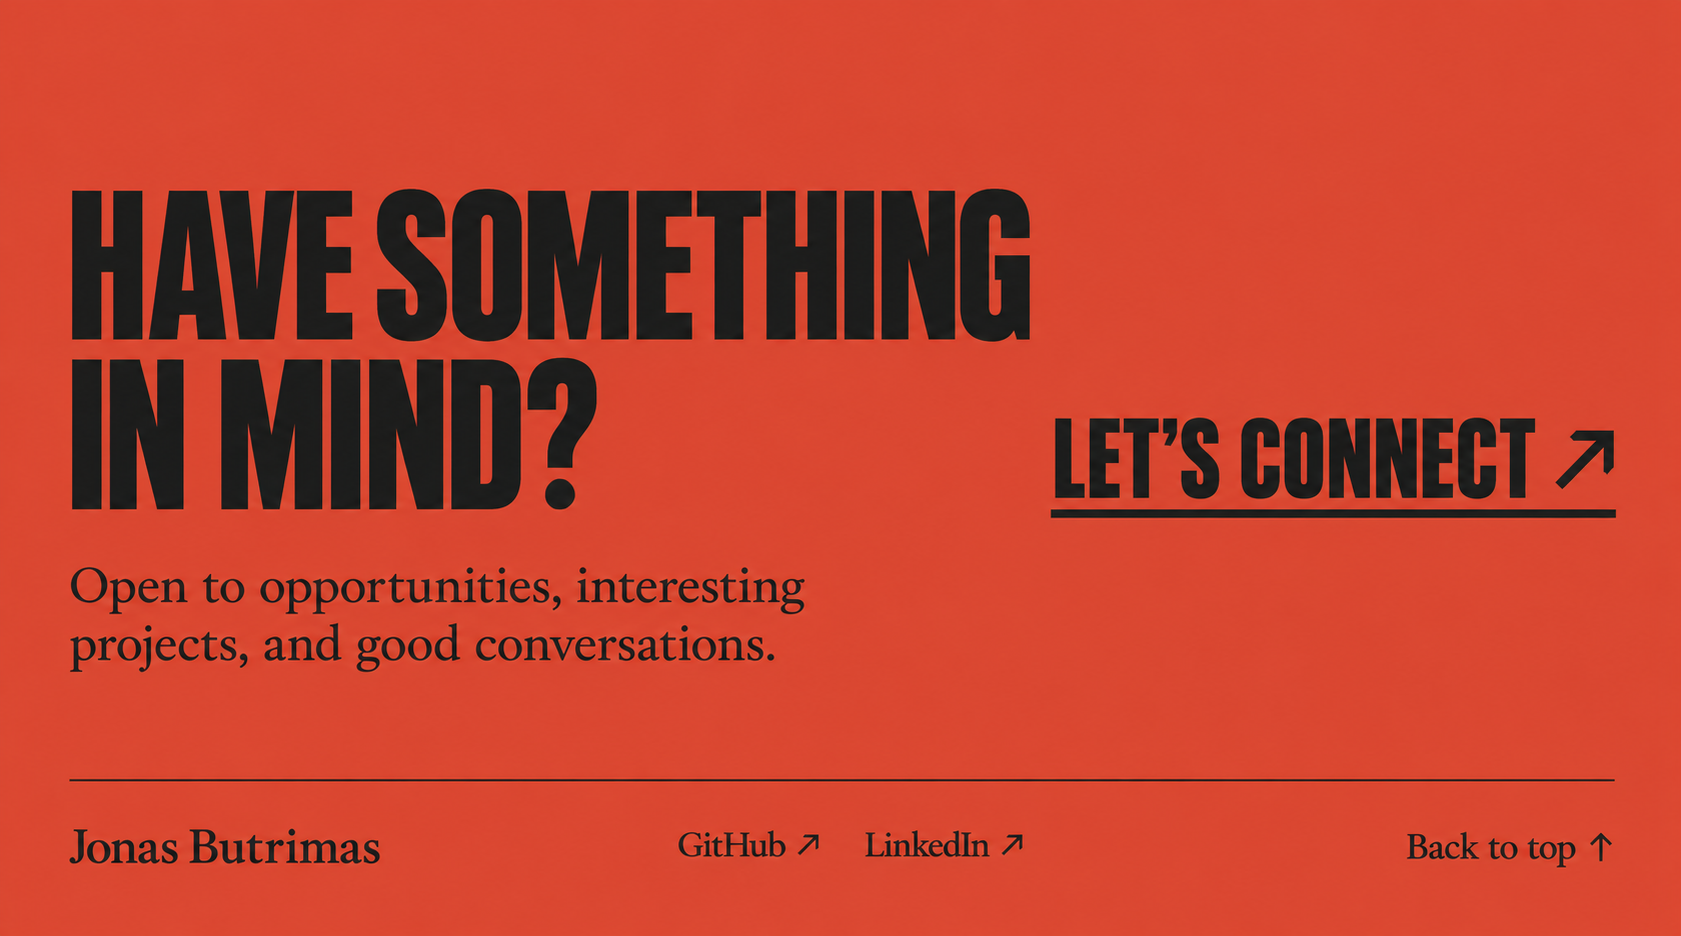 HAVE SOMETHING
IN MIND?
LET’S CONNECT ↗
Open to opportunities, interesting
projects, and good conversations.
Jonas Butrimas
GitHub ↗
LinkedIn ↗
Back to top ↑